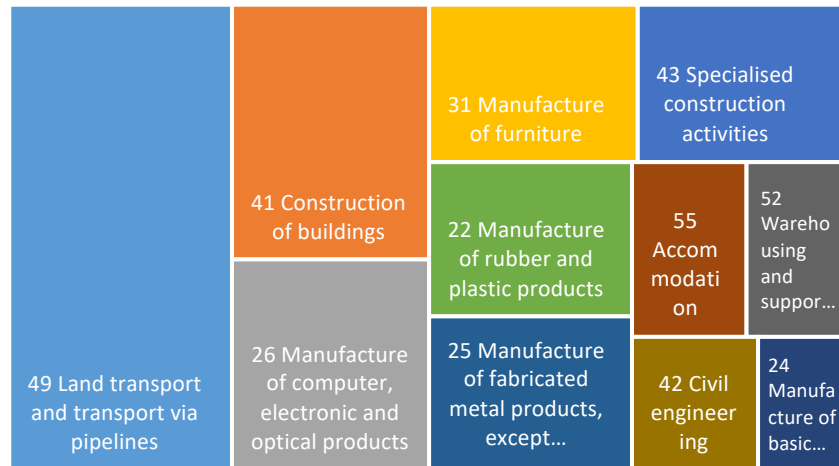 49 Land transport
and transport via
pipelines
41 Construction
of buildings
26 Manufacture
of computer,
electronic and
optical products
31 Manufacture
of furniture
43 Specialised
construction
activities
22 Manufacture
of rubber and
plastic products
25 Manufacture
of fabricated
metal products,
except…
55
Accom
modati
on
52
Wareho
using
and
suppor…
42 Civil
engineer
ing
24
Manufa
cture of
basic…